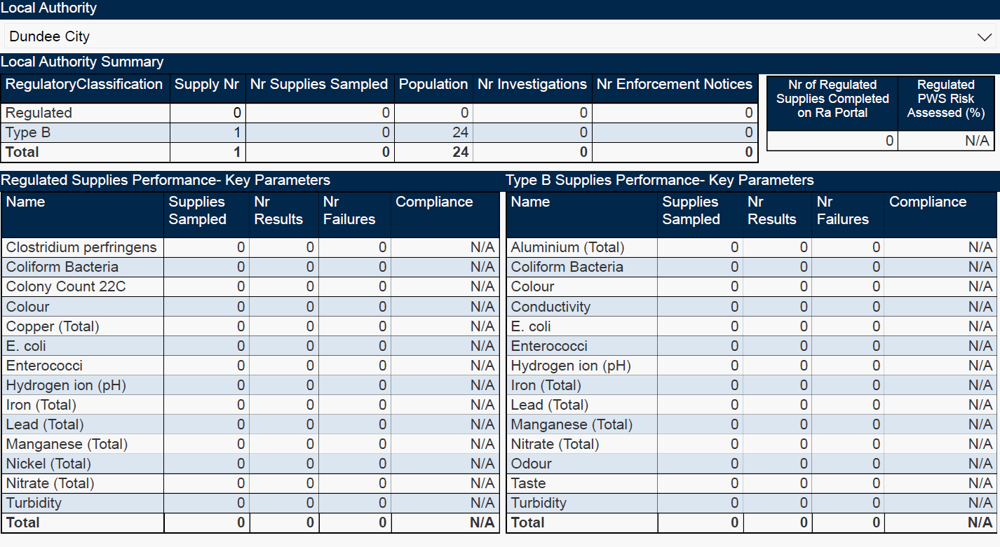 Local Authority
Dundee City
Local Authority Summary
RegulatoryClassification Supply Nr Nr Supplies Sampled Population Nr Investigations Nr Enforcement Notices
Regulated 0 0 0 0 0
Type B 1 0 24 0 0
Total 1 0 24 0 0
Nr of Regulated Regulated
Supplies Completed PWS Risk
on Ra Portal Assessed (%)
0 N/A
Regulated Supplies Performance- Key Parameters
Name Supplies Nr Nr Compliance
Sampled Results Failures
Clostridium perfringens 0 0 0 N/A
Coliform Bacteria 0 0 0 N/A
Colony Count 22C 0 0 0 N/A
Colour 0 0 0 N/A
Copper (Total) 0 0 0 N/A
E. coli 0 0 0 N/A
Enterococci 0 0 0 N/A
Hydrogen ion (pH) 0 0 0 N/A
Iron (Total) 0 0 0 N/A
Lead (Total) 0 0 0 N/A
Manganese (Total) 0 0 0 N/A
Nickel (Total) 0 0 0 N/A
Nitrate (Total) 0 0 0 N/A
Turbidity 0 0 0 N/A
Total 0 0 0 N/A
Type B Supplies Performance- Key Parameters
Name Supplies Nr Nr Compliance
Sampled Results Failures
Aluminium (Total) 0 0 0 N/A
Coliform Bacteria 0 0 0 N/A
Colour 0 0 0 N/A
Conductivity 0 0 0 N/A
E. coli 0 0 0 N/A
Enterococci 0 0 0 N/A
Hydrogen ion (pH) 0 0 0 N/A
Iron (Total) 0 0 0 N/A
Lead (Total) 0 0 0 N/A
Manganese (Total) 0 0 0 N/A
Nitrate (Total) 0 0 0 N/A
Odour 0 0 0 N/A
Taste 0 0 0 N/A
Turbidity 0 0 0 N/A
Total 0 0 0 N/A